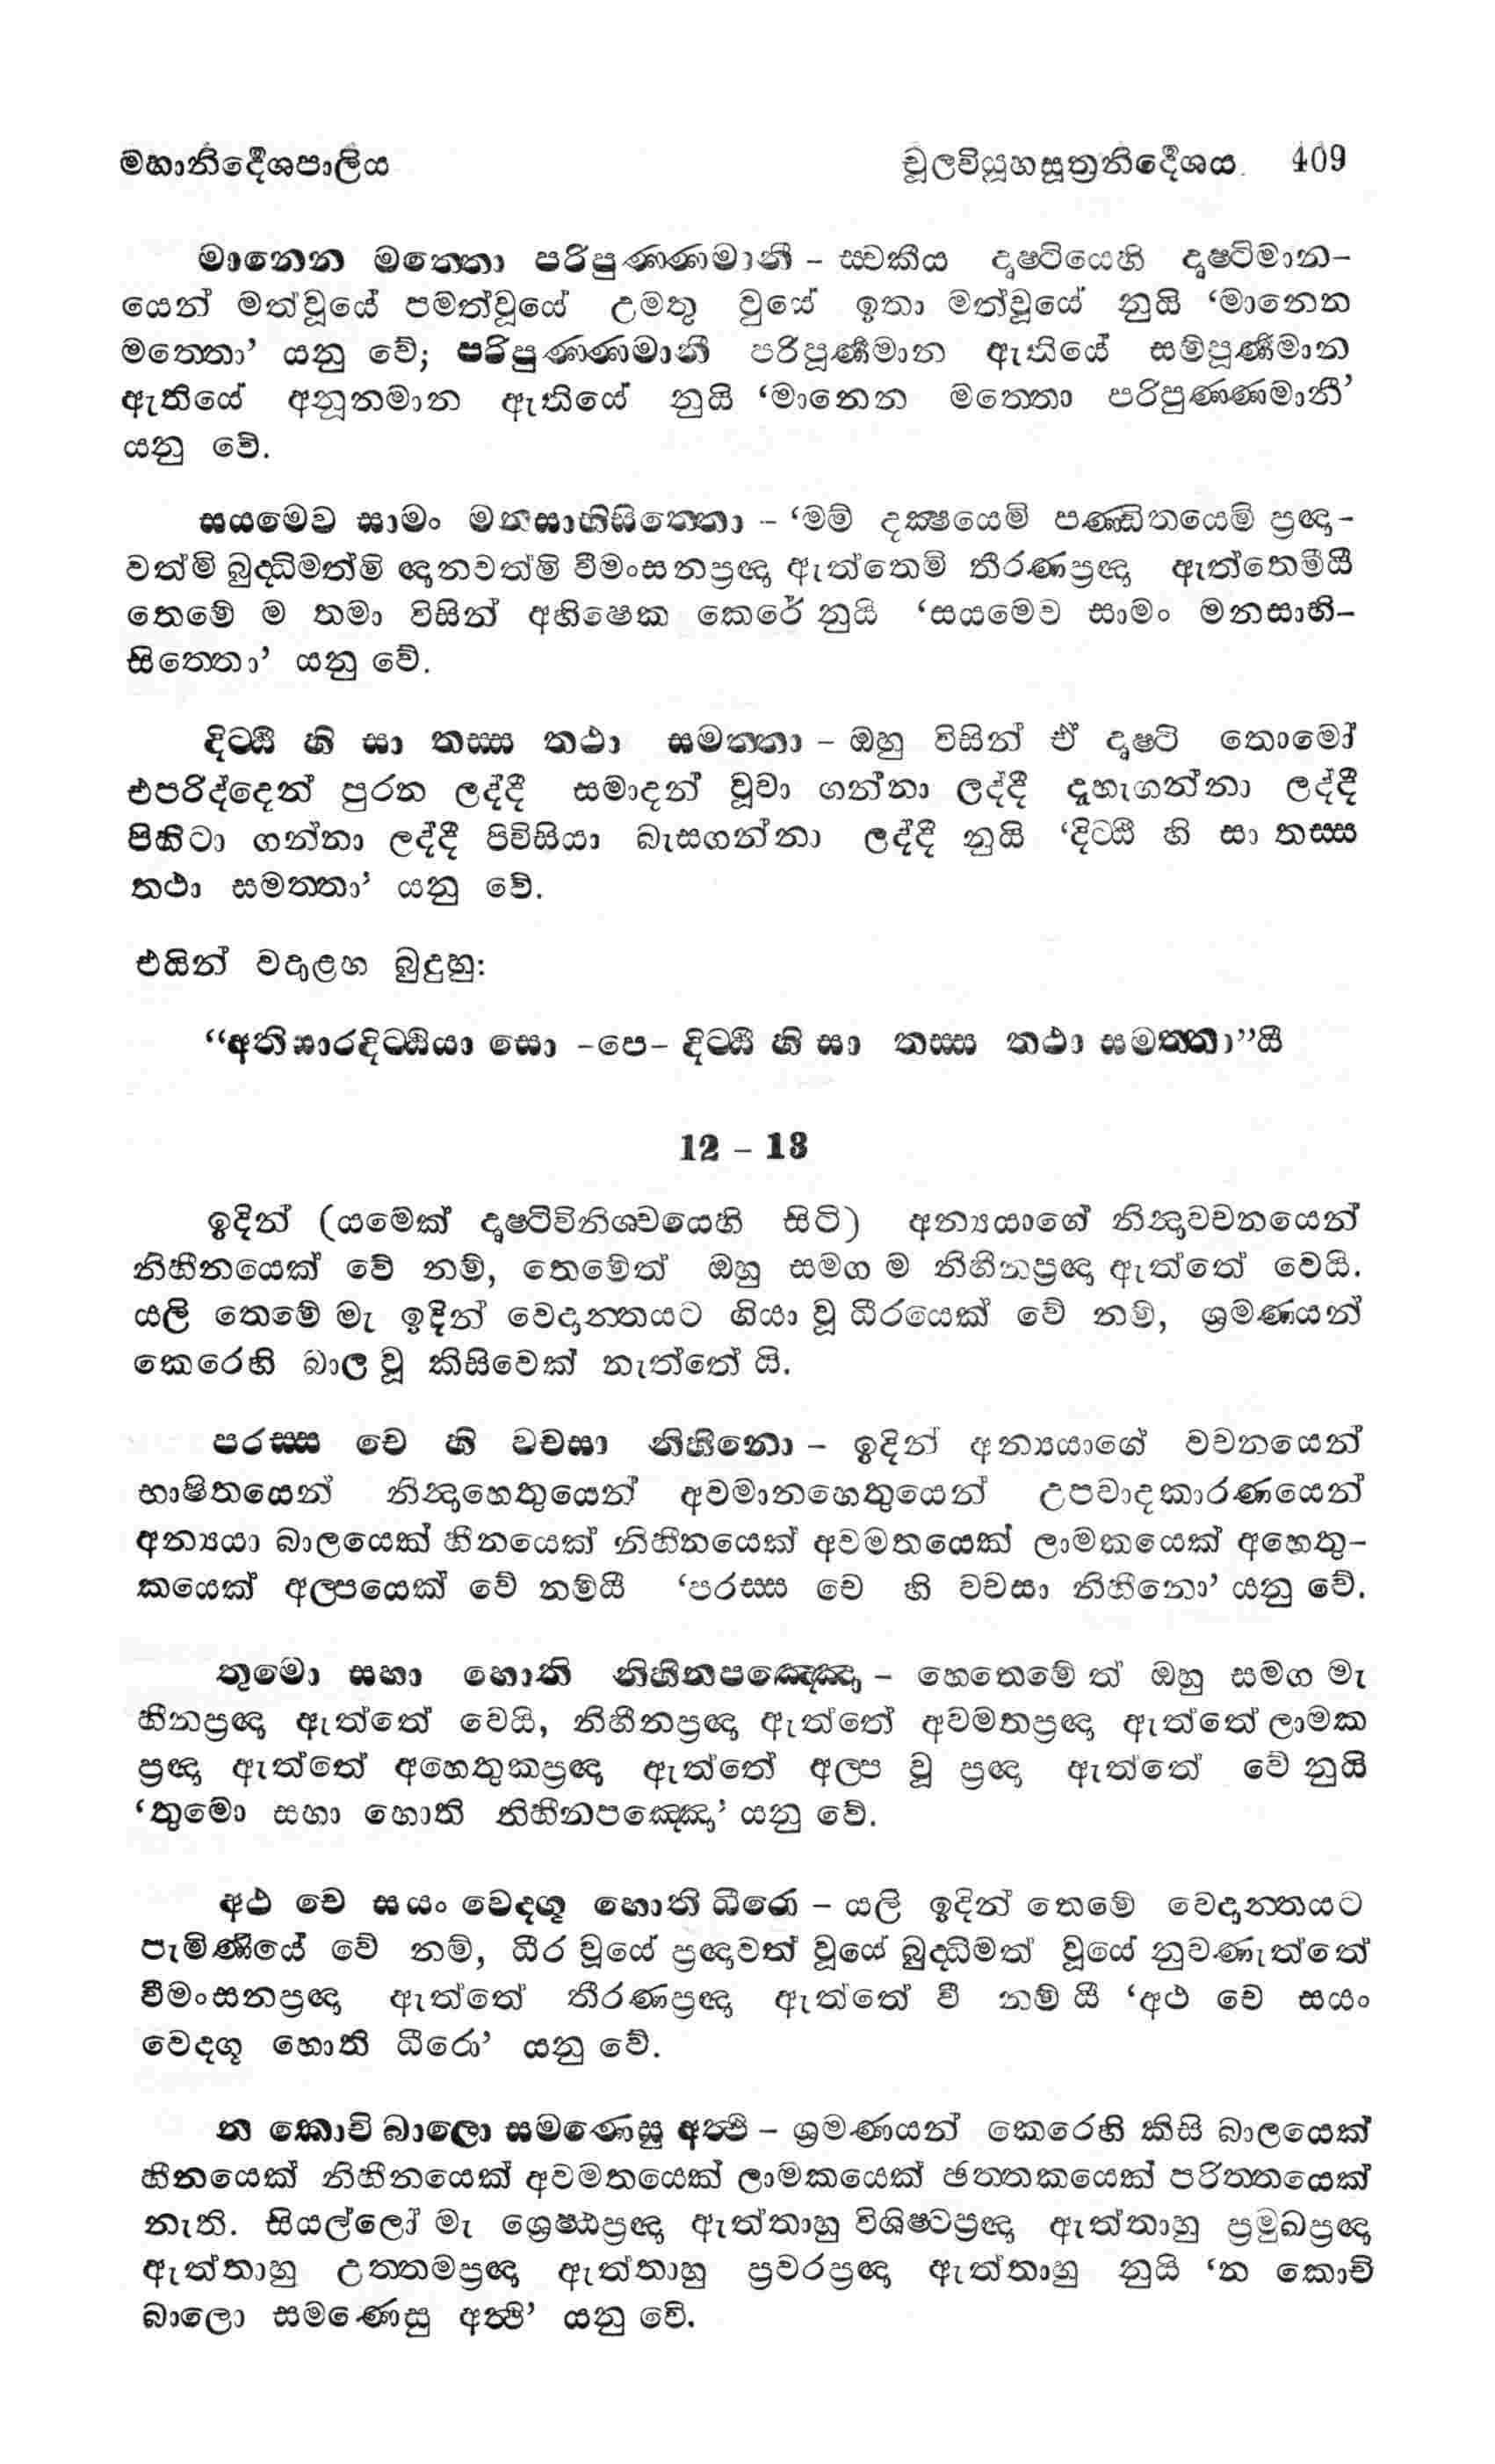 මහානිර්දේශපාලිය චූලවියූහසූත්‍රනිර්දේශය. 409
මානෙන මත්තො පරිපුණ්ණමානී – ස්වකීය දෘෂ්ටියෙහි දෘෂ්ටිමාන-
යෙන් මත්වූයේ පමත්වූයේ උමතු වුයේ ඉතා මත්වූයේ නුයි ‘මානෙන
මත්තො’ යනු වේ; පරිපුණ්ණමානී පරිපූර්ණමාන ඇතියේ සම්පූර්ණමාන
ඇතියේ අනූනමාන ඇතියේ නුයි ‘මානෙන මත්තො පරිපුණ්ණමානී’
යනු වේ.
සයමෙව සාමං මනසාභිසිත්තො – ‘මම් දක්ෂයෙමි පණ්ඩිතයෙමි ප්‍රඥා-
වත්මි බුද්ධිමත්මි ඥානවත්මි වීමංසනප්‍රඥා ඇත්තෙමි තීරණප්‍රඥා ඇත්තෙමීයී
තෙමේ ම තමා විසින් අභිෂෙක කෙරේ නුයි ‘සයමෙව සාමං මනසාභි-
සිත්තො’ යනු වේ.
දිට්ඨී හි සා තස්ස තථා සමත්තා – ඔහු විසින් ඒ දෘෂ්ටි තොමෝ
එපරිද්දෙන් පුරන ලද්දී සමාදන් වූවා ගන්නා ලද්දී දෑහැගන්නා ලද්දී
පිහිටා ගන්නා ලද්දී පිවිසියා බැසගන්නා ලද්දී නුයි ‘දිට්ඨී හි සා තස්ස
තථා සමත්තා’ යනු වේ.
එයින් වදාළහ බුදුහු:
“අතිසාරදිට්ඨියා සො –පෙ– දිට්ඨී හි සා තස්ස තථා සමත්තා”යී
12 – 13
ඉදින් (යමෙක් දෘෂ්ටිවිනිශ්චයෙහි සිටි) අන්‍යයාගේ නින්දාවචනයෙන්
නිහීනයෙක් වේ නම්, තෙමේත් ඔහු සමග ම නිහීනප්‍රඥා ඇත්තේ වෙයි.
යලි තෙමේ මැ ඉදින් වෙදාන්තයට ගියා වූ ධීරයෙක් වේ නම්, ශ්‍රමණයන්
කෙරෙහි බාල වූ කිසිවෙක් නැත්තේ යි.
පරස්ස චෙ හි වචසා නිහීනො – ඉදින් අන්‍යයාගේ වචනයෙන්
භාෂිතයෙන් නින්දාහෙතුයෙන් අවමානහෙතුයෙන් උපවාදකාරණයෙන්
අන්‍යයා බාලයෙක් හීනයෙක් නිහීනයෙක් අවමතයෙක් ලාමකයෙක් අහෙතු-
කයෙක් අල්පයෙක් වේ නම්යී ‘පරස්ස චෙ හි වචසා නිහීනො’ යනු වේ.
තුමො සහා හොති නිහීනපඤ්ඤො – හෙතෙමේ ත් ඔහු සමග මැ
හීනප්‍රඥා ඇත්තේ වෙයි, නිහීනප්‍රඥා ඇත්තේ අවමතප්‍රඥා ඇත්තේ ලාමක
ප්‍රඥා ඇත්තේ අහෙතුකප්‍රඥා ඇත්තේ අල්ප වූ ප්‍රඥා ඇත්තේ වේ නුයි
‘තුමො සහා හොති නිහීනපඤ්ඤො’ යනු වේ.
අථ චෙ සයං වෙදගූ හොති ධීරො – යලි ඉදින් තෙමේ වෙදාන්තයට
පැමිණියේ වේ නම්, ධීර වූයේ ප්‍රඥාවත් වූයේ බුද්ධිමත් වූයේ නුවණැත්තේ
වීමංසනප්‍රඥා ඇත්තේ තීරණප්‍රඥා ඇත්තේ වී නම් යී ‘අථ චෙ සයං
වෙදගූ හොති ධීරො’ යනු වේ.
න කොචි බාලො සමණෙසු අත්ථි – ශ්‍රමණයන් කෙරෙහි කිසි බාලයෙක්
හීනයෙක් නිහීනයෙක් අවමතයෙක් ලාමකයෙක් ඡත්තකයෙක් පරිත්තයෙක්
නැති. සියල්ලෝ මැ ශ්‍රෙෂ්ඨප්‍රඥා ඇත්තාහු විශිෂ්ටප්‍රඥා ඇත්තාහු ප්‍රමුඛප්‍රඥා
ඇත්තාහු උත්තමප්‍රඥා ඇත්තාහු ප්‍රවරප්‍රඥා ඇත්තාහු නුයි ‘න කොචි
බාලො සමණෙසු අත්ථි’ යනු වේ.